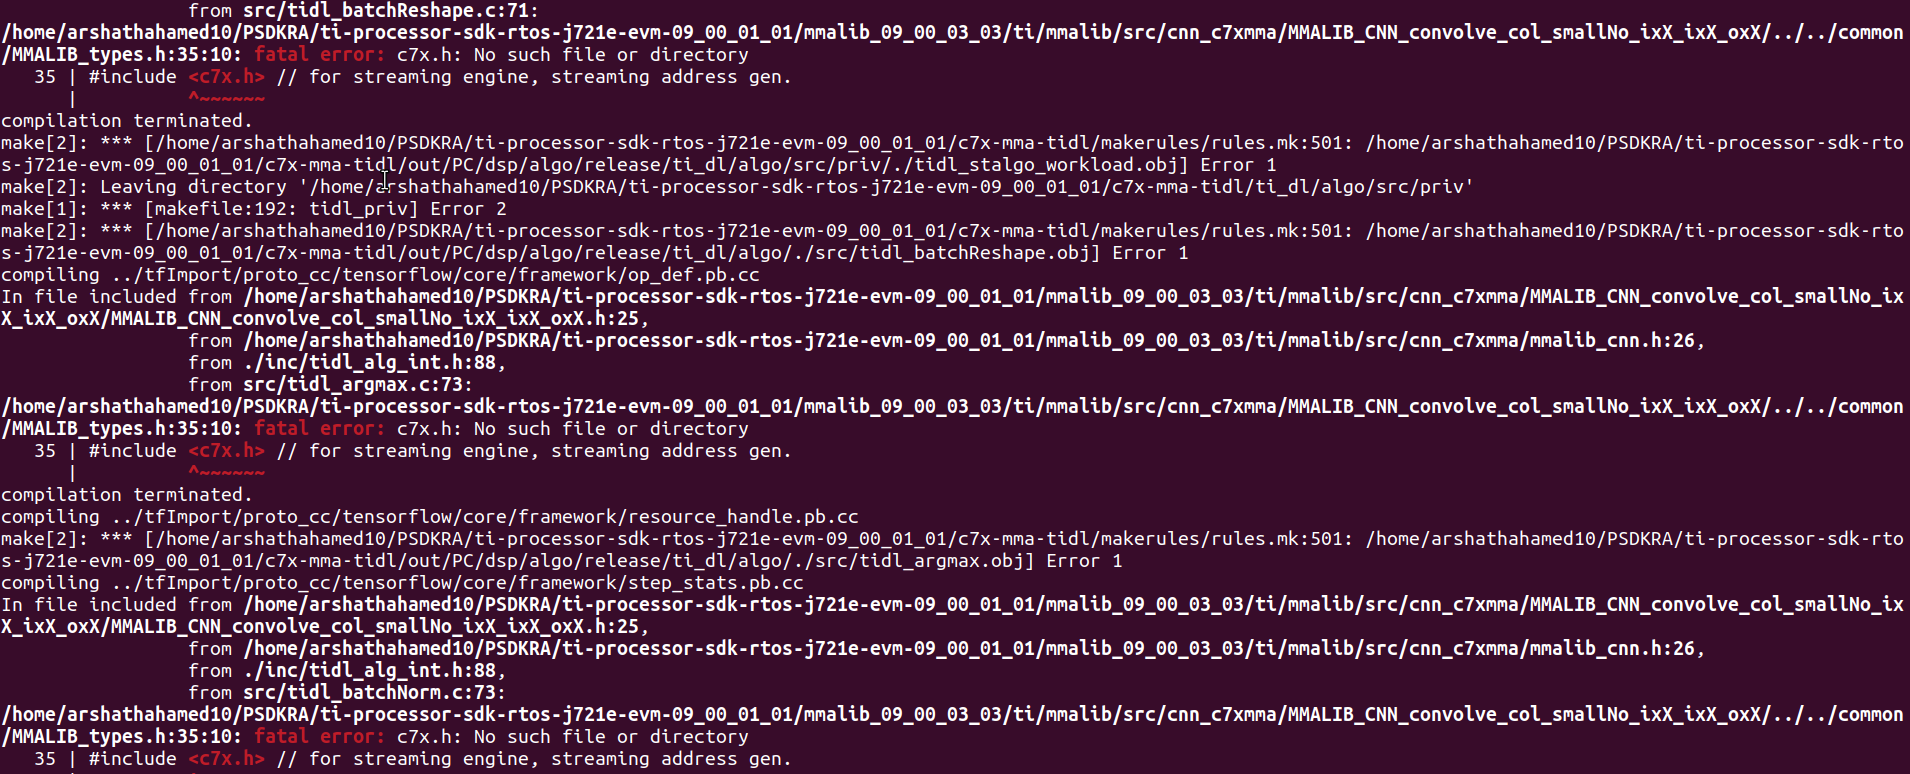 from src/tidl_batchReshape.c:71:
/home/arshathahamed10/PSDKRA/ti-processor-sdk-rtos-j721e-evm-09_00_01_01/mmalib_09_00_03_03/ti/mmalib/src/cnn_c7xmma/MMALIB_CNN_convolve_col_smallNo_ixX_ixX_oxX/../../common
/MMALIB_types.h:35:10: fatal error: c7x.h: No such file or directory
   35 | #include <c7x.h> // for streaming engine, streaming address gen.
      |          ^~~~~~~
compilation terminated.
make[2]: *** [/home/arshathahamed10/PSDKRA/ti-processor-sdk-rtos-j721e-evm-09_00_01_01/c7x-mma-tidl/makerules/rules.mk:501: /home/arshathahamed10/PSDKRA/ti-processor-sdk-rto
s-j721e-evm-09_00_01_01/c7x-mma-tidl/out/PC/dsp/algo/release/ti_dl/algo/src/priv/./tidl_stalgo_workload.obj] Error 1
make[2]: Leaving directory '/home/arshathahamed10/PSDKRA/ti-processor-sdk-rtos-j721e-evm-09_00_01_01/c7x-mma-tidl/ti_dl/algo/src/priv'
make[1]: *** [makefile:192: tidl_priv] Error 2
make[2]: *** [/home/arshathahamed10/PSDKRA/ti-processor-sdk-rtos-j721e-evm-09_00_01_01/c7x-mma-tidl/makerules/rules.mk:501: /home/arshathahamed10/PSDKRA/ti-processor-sdk-rto
s-j721e-evm-09_00_01_01/c7x-mma-tidl/out/PC/dsp/algo/release/ti_dl/algo/./src/tidl_batchReshape.obj] Error 1
compiling ../tfImport/proto_cc/tensorflow/core/framework/op_def.pb.cc
In file included from /home/arshathahamed10/PSDKRA/ti-processor-sdk-rtos-j721e-evm-09_00_01_01/mmalib_09_00_03_03/ti/mmalib/src/cnn_c7xmma/MMALIB_CNN_convolve_col_smallNo_ix
X_ixX_oxX/MMALIB_CNN_convolve_col_smallNo_ixX_ixX_oxX.h:25,
                 from /home/arshathahamed10/PSDKRA/ti-processor-sdk-rtos-j721e-evm-09_00_01_01/mmalib_09_00_03_03/ti/mmalib/src/cnn_c7xmma/mmalib_cnn.h:26,
                 from ./inc/tidl_alg_int.h:88,
                 from src/tidl_argmax.c:73:
/home/arshathahamed10/PSDKRA/ti-processor-sdk-rtos-j721e-evm-09_00_01_01/mmalib_09_00_03_03/ti/mmalib/src/cnn_c7xmma/MMALIB_CNN_convolve_col_smallNo_ixX_ixX_oxX/../../common
/MMALIB_types.h:35:10: fatal error: c7x.h: No such file or directory
   35 | #include <c7x.h> // for streaming engine, streaming address gen.
      |          ^~~~~~~
compilation terminated.
compiling ../tfImport/proto_cc/tensorflow/core/framework/resource_handle.pb.cc
make[2]: *** [/home/arshathahamed10/PSDKRA/ti-processor-sdk-rtos-j721e-evm-09_00_01_01/c7x-mma-tidl/makerules/rules.mk:501: /home/arshathahamed10/PSDKRA/ti-processor-sdk-rto
s-j721e-evm-09_00_01_01/c7x-mma-tidl/out/PC/dsp/algo/release/ti_dl/algo/./src/tidl_argmax.obj] Error 1
compiling ../tfImport/proto_cc/tensorflow/core/framework/step_stats.pb.cc
In file included from /home/arshathahamed10/PSDKRA/ti-processor-sdk-rtos-j721e-evm-09_00_01_01/mmalib_09_00_03_03/ti/mmalib/src/cnn_c7xmma/MMALIB_CNN_convolve_col_smallNo_ix
X_ixX_oxX/MMALIB_CNN_convolve_col_smallNo_ixX_ixX_oxX.h:25,
                 from /home/arshathahamed10/PSDKRA/ti-processor-sdk-rtos-j721e-evm-09_00_01_01/mmalib_09_00_03_03/ti/mmalib/src/cnn_c7xmma/mmalib_cnn.h:26,
                 from ./inc/tidl_alg_int.h:88,
                 from src/tidl_batchNorm.c:73:
/home/arshathahamed10/PSDKRA/ti-processor-sdk-rtos-j721e-evm-09_00_01_01/mmalib_09_00_03_03/ti/mmalib/src/cnn_c7xmma/MMALIB_CNN_convolve_col_smallNo_ixX_ixX_oxX/../../common
/MMALIB_types.h:35:10: fatal error: c7x.h: No such file or directory
   35 | #include <c7x.h> // for streaming engine, streaming address gen.